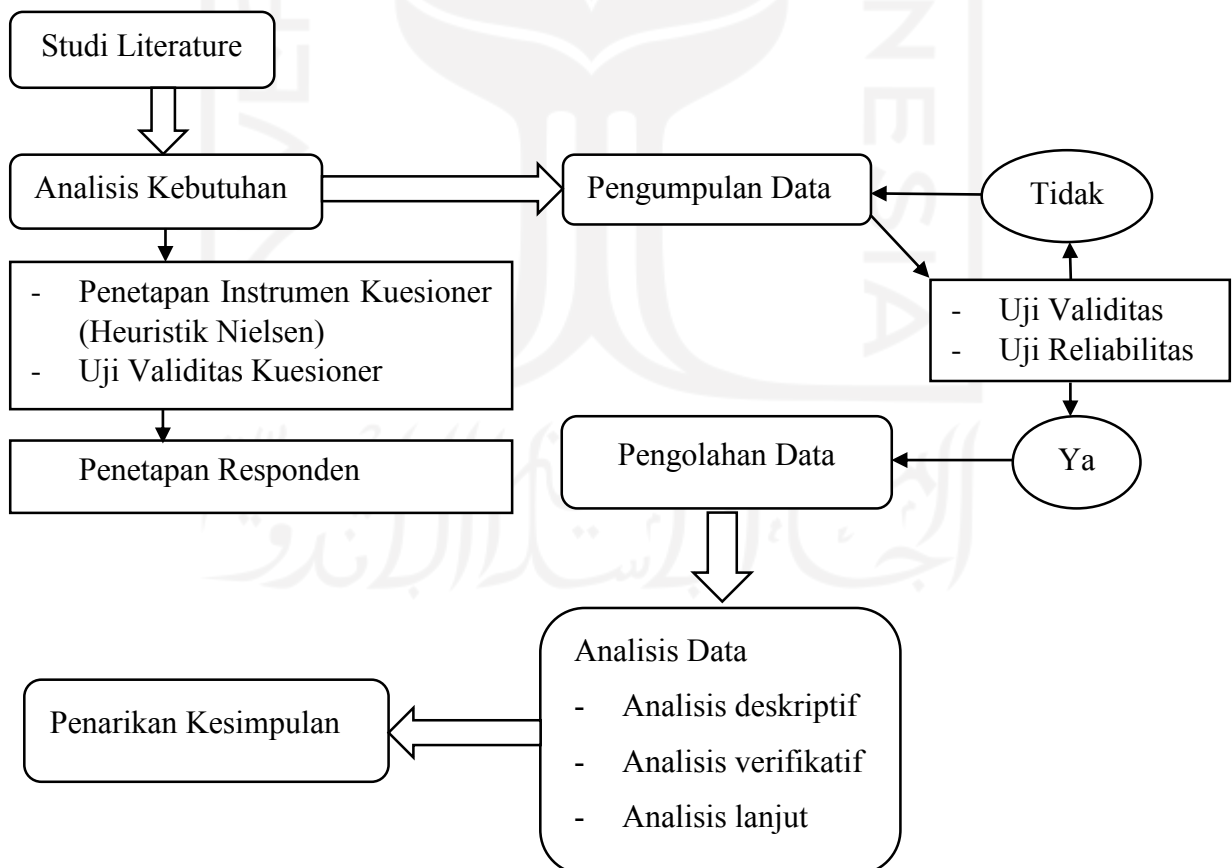 Studi Literature
Analisis Kebutuhan
Pengumpulan Data
Tidak
- Penetapan Instrumen Kuesioner
(Heuristik Nielsen)
- Uji Validitas Kuesioner
- Uji Validitas
- Uji Reliabilitas
Penetapan Responden
Pengolahan Data
Ya
Analisis Data
- Analisis deskriptif
- Analisis verifikatif
- Analisis lanjut
Penarikan Kesimpulan
NESIA